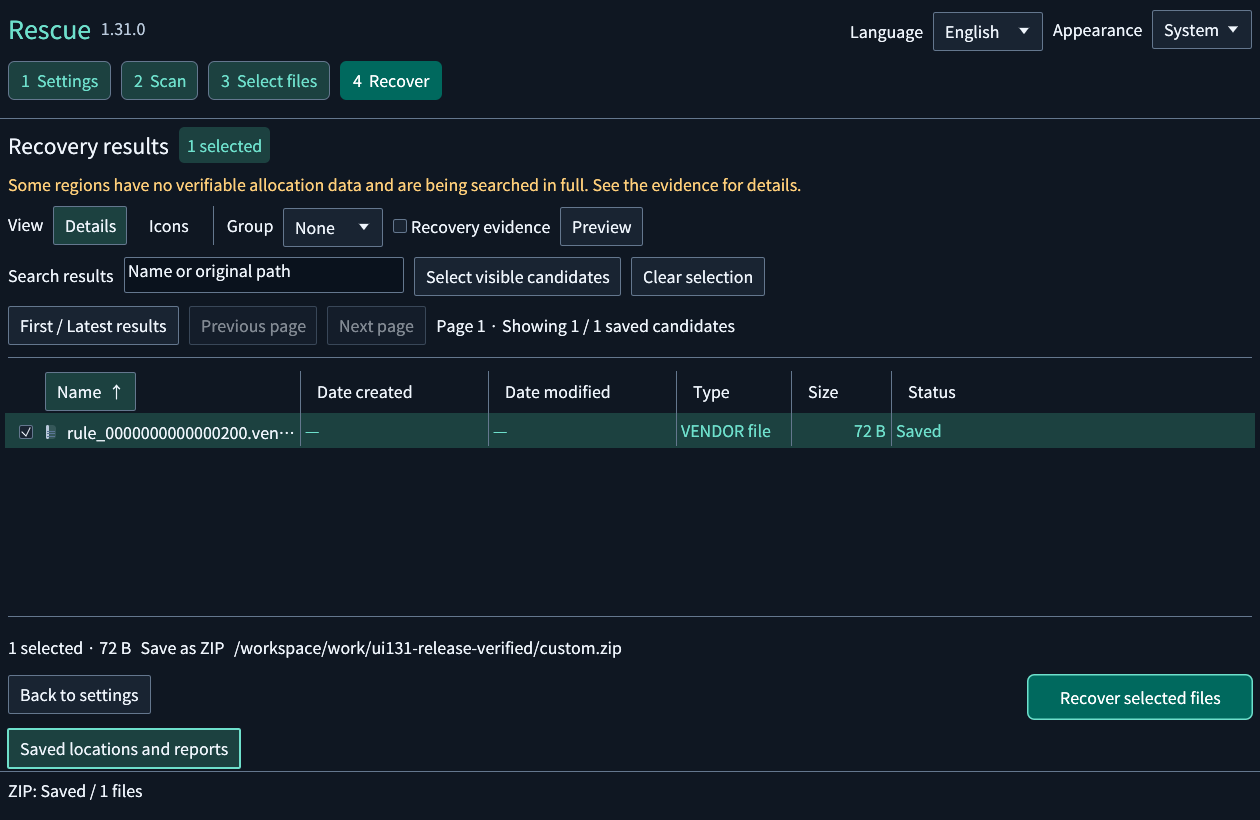 Rescue 1.31.0
Language English Appearance System
1 Settings 2 Scan 3 Select files 4 Recover
Recovery results 1 selected
Some regions have no verifiable allocation data and are being searched in full. See the evidence for details.
View Details Icons Group None Recovery evidence Preview
Search results Name or original path Select visible candidates Clear selection
First / Latest results Previous page Next page Page 1 · Showing 1 / 1 saved candidates
Name ↑ Date created Date modified Type Size Status
rule_0000000000000200.ven··· — — VENDOR file 72 B Saved
1 selected · 72 B Save as ZIP /workspace/work/ui131-release-verified/custom.zip
Back to settings Recover selected files
Saved locations and reports
ZIP: Saved / 1 files